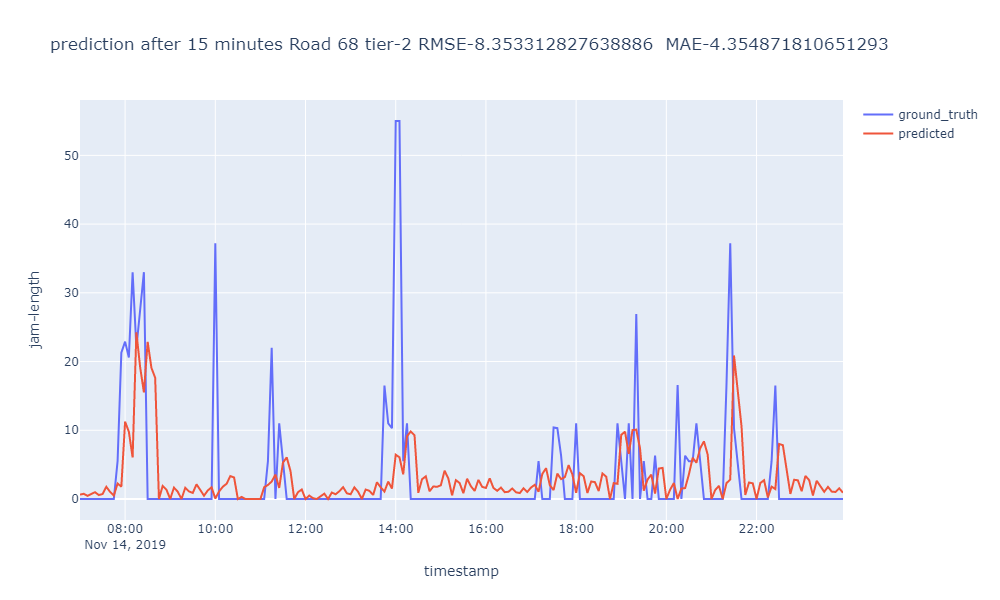 prediction after 15 minutes Road 68 tier-2 RMSE-8.353312827638886  MAE-4.354871810651293
ground_truth
predicted
jam-length
50
40
30
20
10
0
08:00 10:00 12:00 14:00 16:00 18:00 20:00 22:00
Nov 14, 2019
timestamp